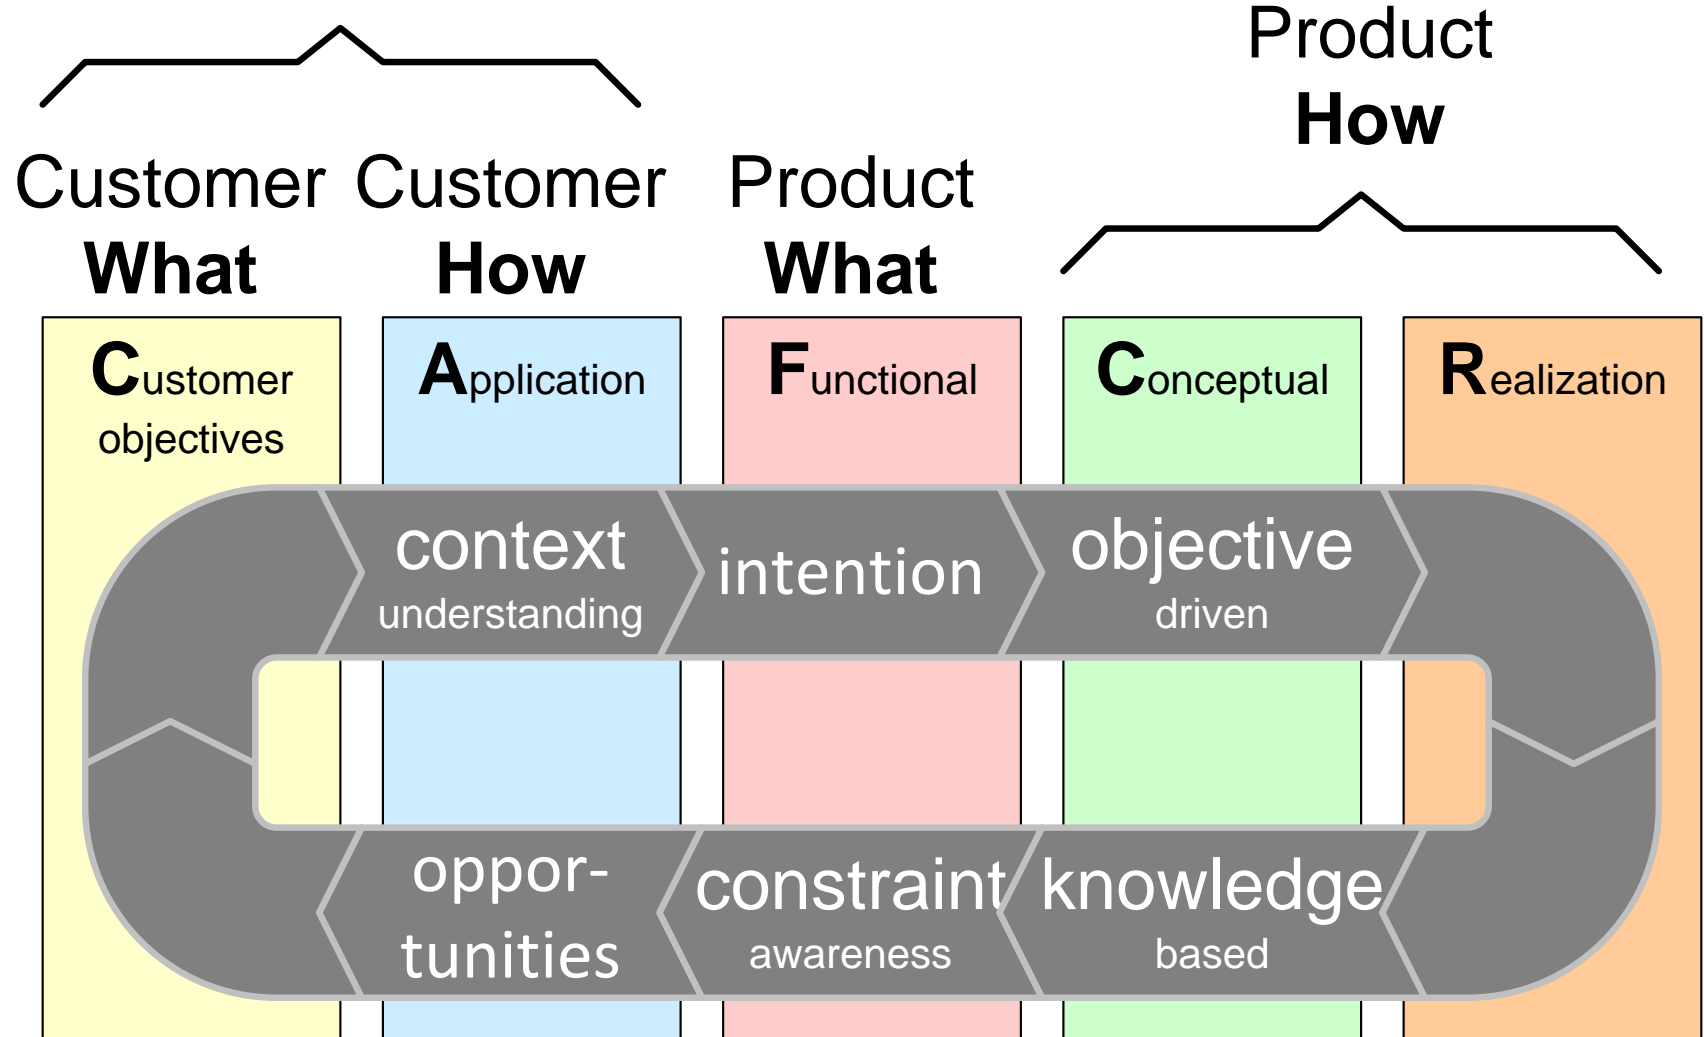 Product
How
Customer
What
Customer
How
Product
What
Customer
objectives
Application
Functional
Conceptual
Realization
context
understanding
intention
objective
driven
oppor-
tunities
constraint
awareness
knowledge
based